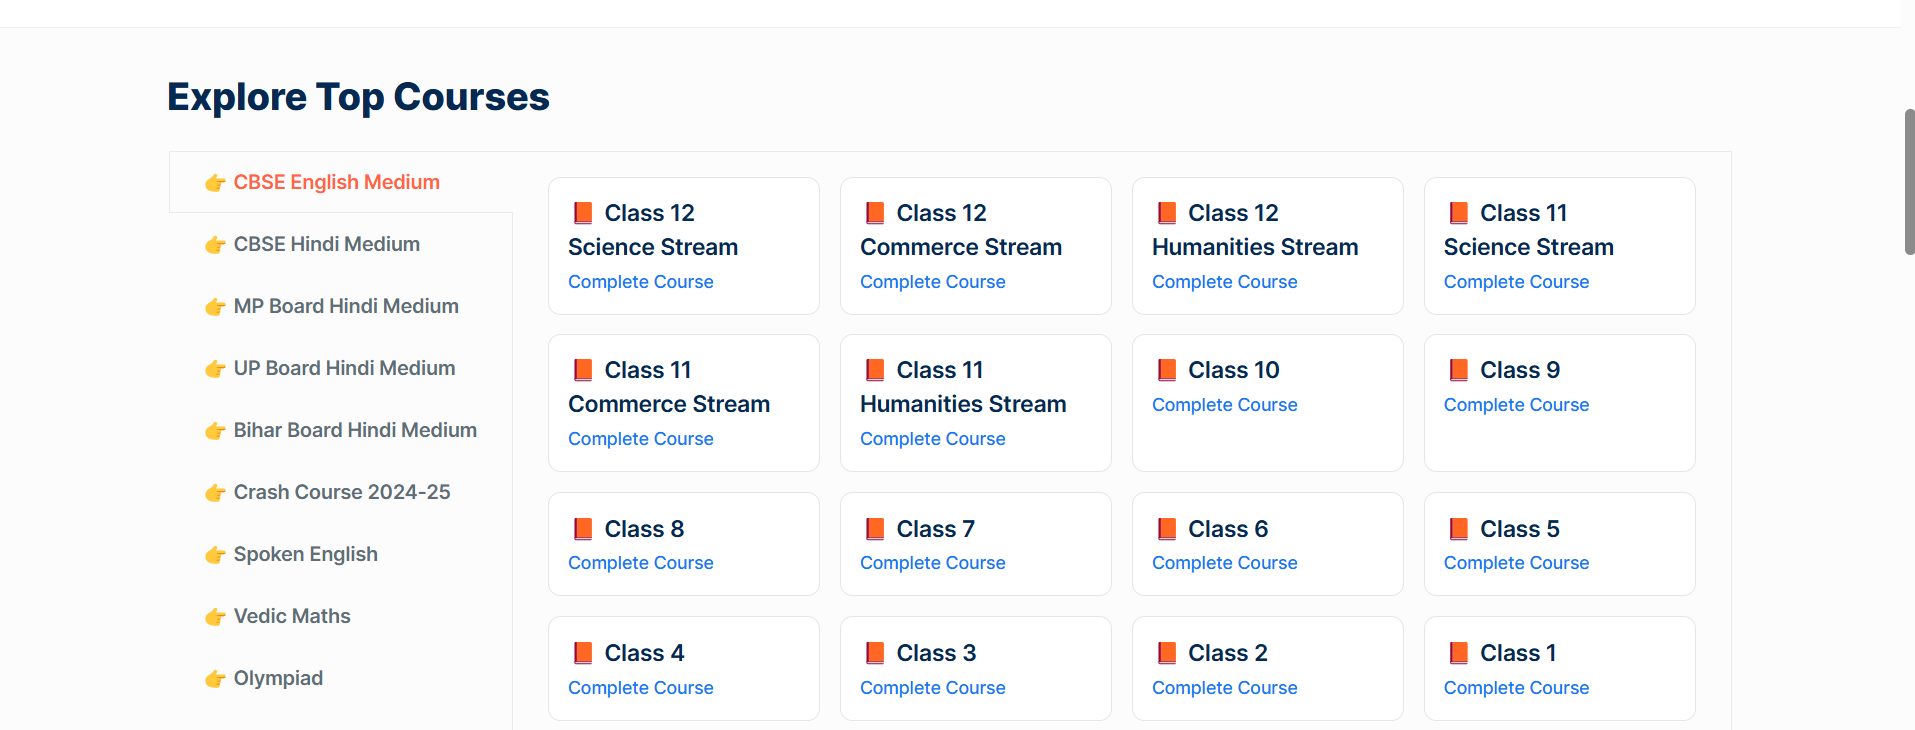 Explore Top Courses
👉 CBSE English Medium
👉 CBSE Hindi Medium
👉 MP Board Hindi Medium
👉 UP Board Hindi Medium
👉 Bihar Board Hindi Medium
👉 Crash Course 2024-25
👉 Spoken English
👉 Vedic Maths
👉 Olympiad
📕 Class 12
Science Stream
Complete Course
📕 Class 12
Commerce Stream
Complete Course
📕 Class 12
Humanities Stream
Complete Course
📕 Class 11
Science Stream
Complete Course
📕 Class 11
Commerce Stream
Complete Course
📕 Class 11
Humanities Stream
Complete Course
📕 Class 10
Complete Course
📕 Class 9
Complete Course
📕 Class 8
Complete Course
📕 Class 7
Complete Course
📕 Class 6
Complete Course
📕 Class 5
Complete Course
📕 Class 4
Complete Course
📕 Class 3
Complete Course
📕 Class 2
Complete Course
📕 Class 1
Complete Course